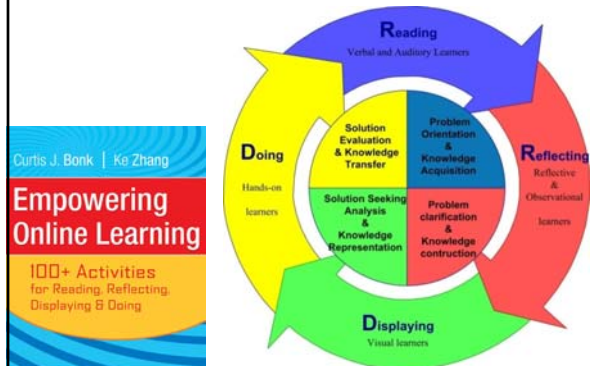 Curtis J. Bonk | Ke Zhang
Empowering
Online Learning
100+ Activities
for Reading, Reflecting,
Displaying & Doing
Reading
Verbal and Auditory Learners
Reflecting
Reflective
&
Observational
learners
Displaying
Visual learners
Doing
Hands-on
learners
Solution
Evaluation
& Knowledge
Transfer
Problem
Orientation
&
Knowledge
Acquisition
Solution Seeking
Analysis
&
Knowledge
Representation
Problem
clarification
&
Knowledge
contruction